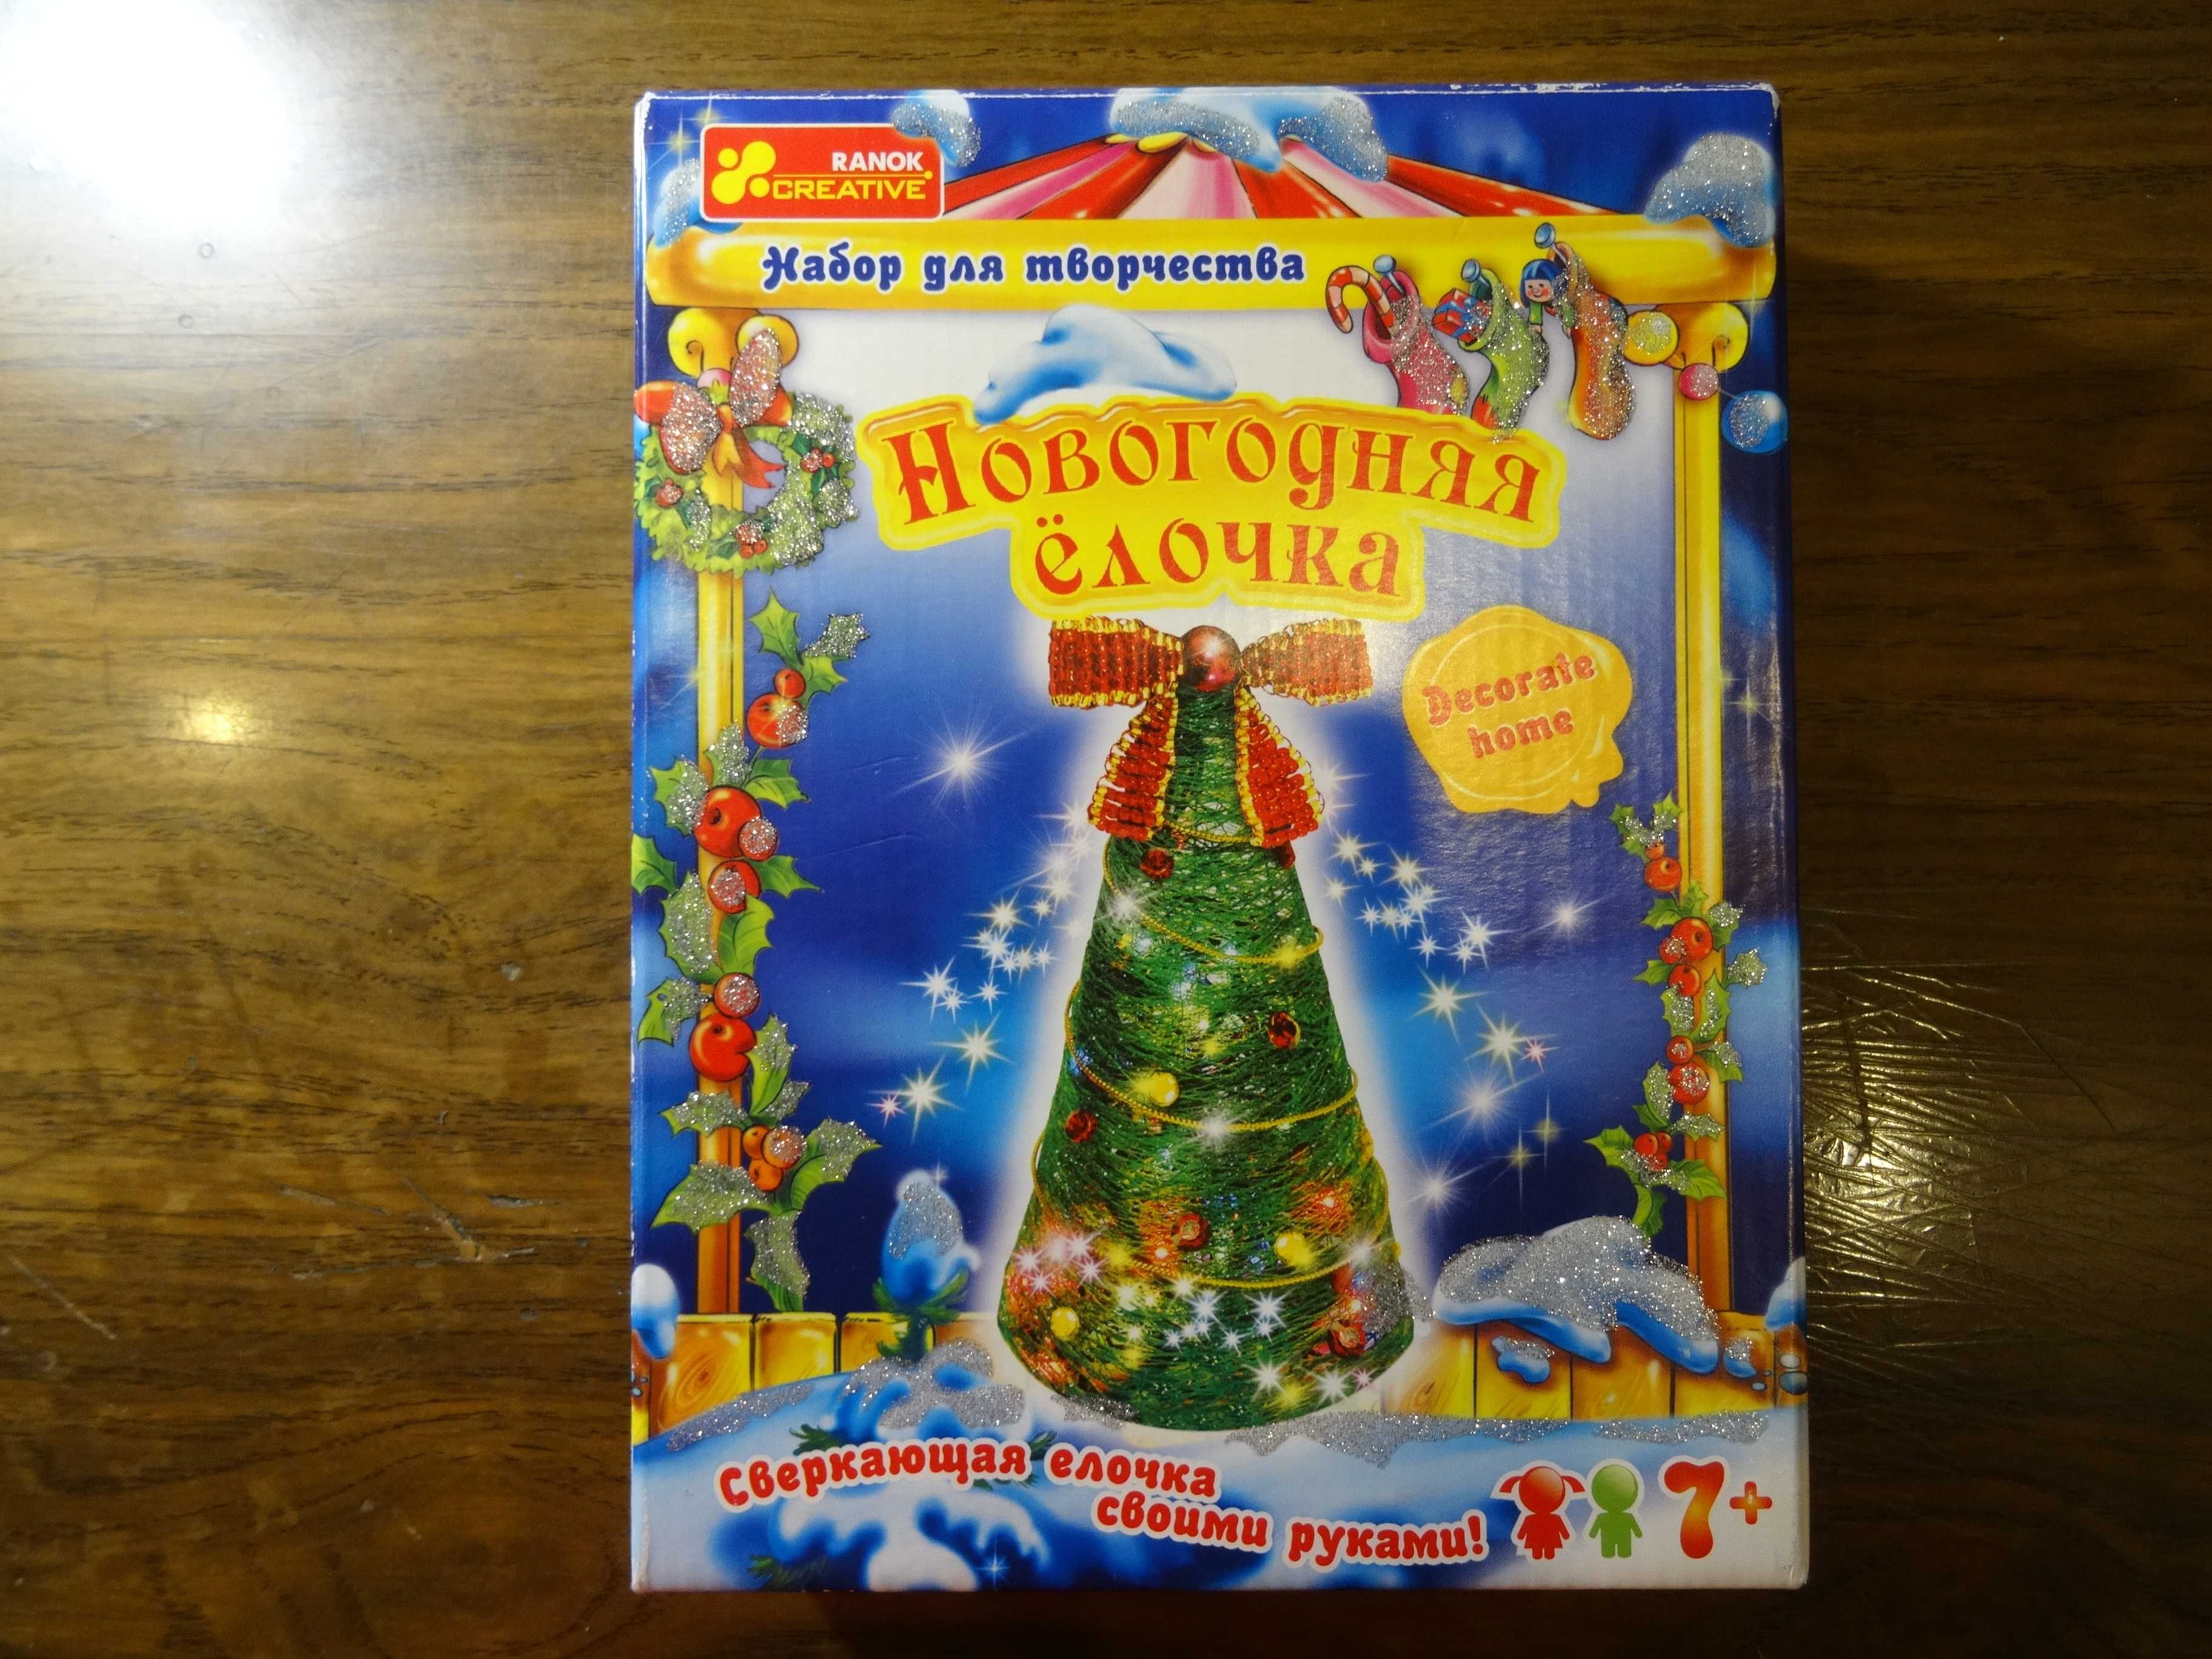 RANOK
CREATIVE
Набор для творчества
Новогодняя
ёлочка
Decorate
home
Сверкающая елочка
своими руками!
7+